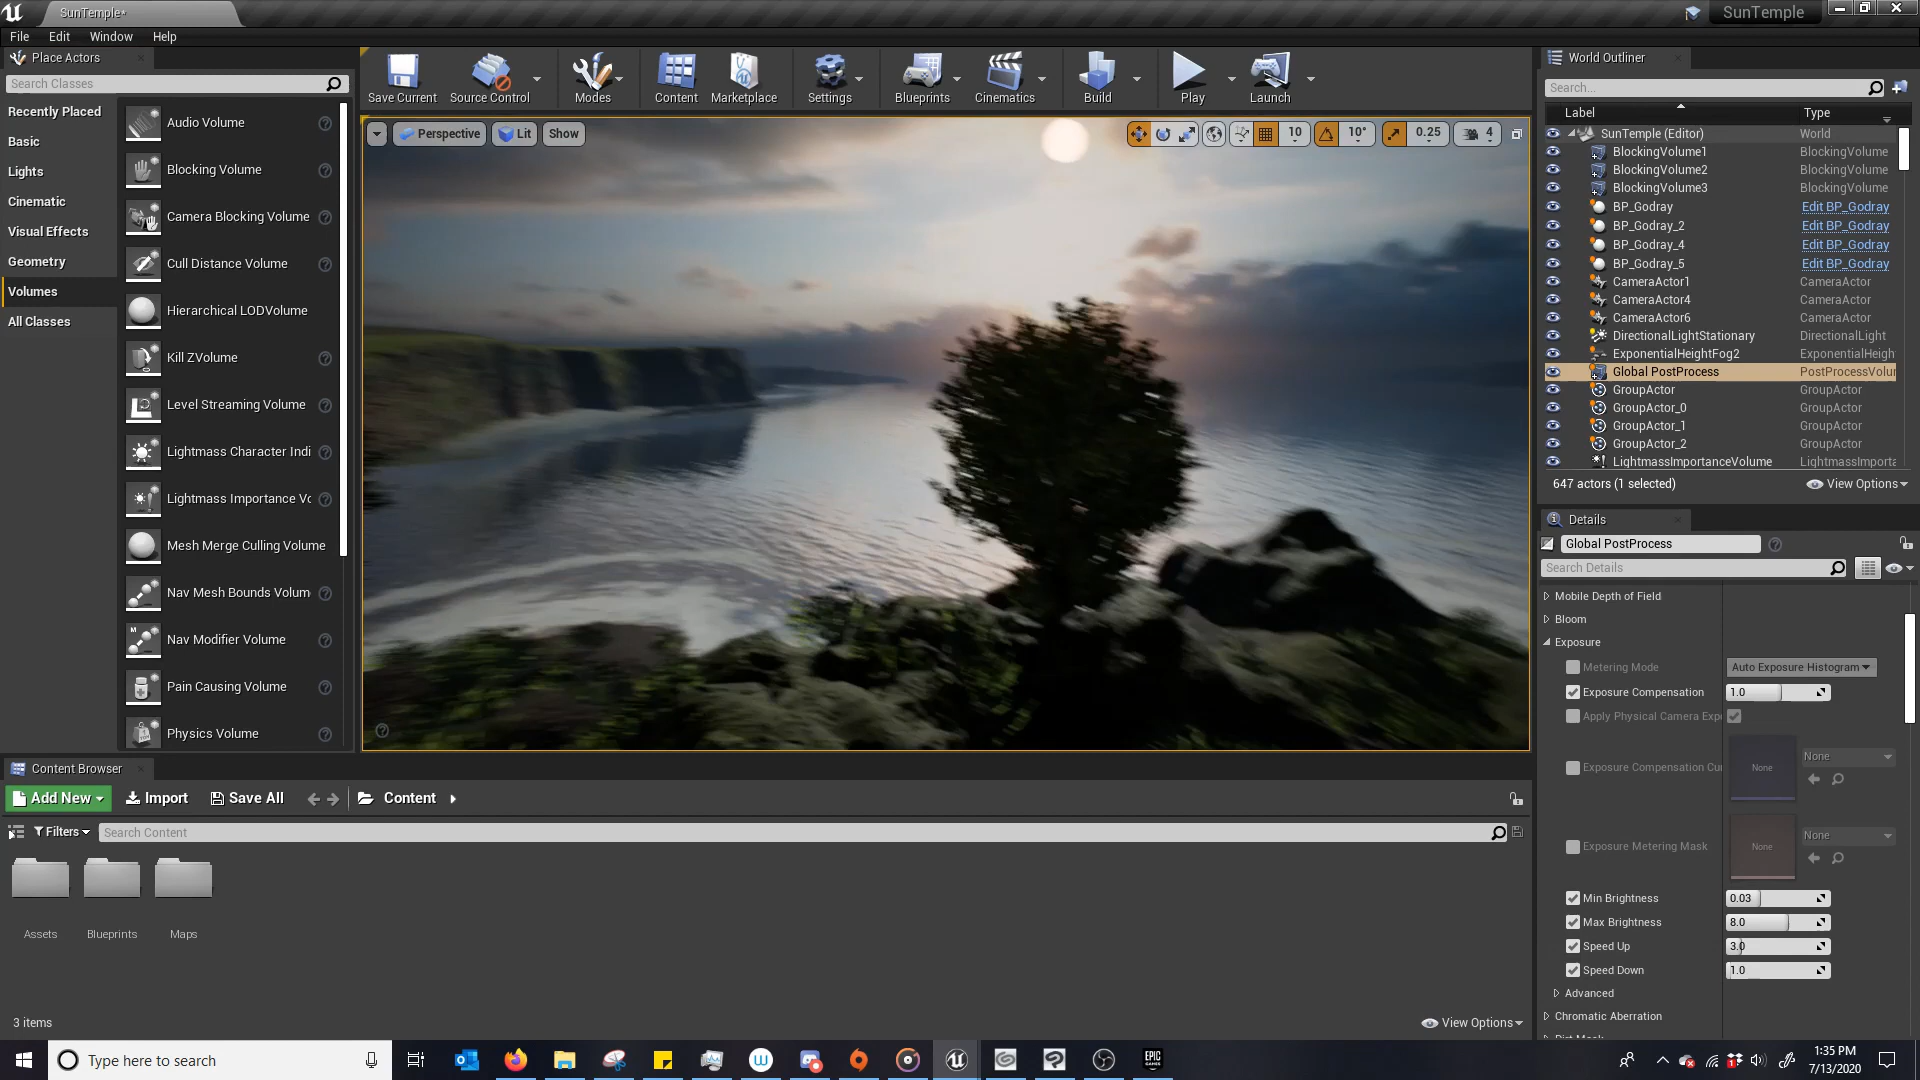 SunTemple*
SunTemple
File Edit Window Help
Place Actors
Search Classes
Recently Placed
Basic
Lights
Cinematic
Visual Effects
Geometry
Volumes
All Classes
Audio Volume
Blocking Volume
Camera Blocking Volume
Cull Distance Volume
Hierarchical LODVolume
Kill ZVolume
Level Streaming Volume
Lightmass Character Indi
Lightmass Importance Vo
Mesh Merge Culling Volume
Nav Mesh Bounds Volum
Nav Modifier Volume
Pain Causing Volume
Physics Volume
Save Current Source Control Modes Content Marketplace Settings Blueprints Cinematics Build Play Launch
Perspective Lit Show
10 10° 0.25 4
World Outliner
Search...
Label Type
SunTemple (Editor) World
BlockingVolume1 BlockingVolume
BlockingVolume2 BlockingVolume
BlockingVolume3 BlockingVolume
BP_Godray Edit BP_Godray
BP_Godray_2 Edit BP_Godray
BP_Godray_4 Edit BP_Godray
BP_Godray_5 Edit BP_Godray
CameraActor1 CameraActor
CameraActor4 CameraActor
CameraActor6 CameraActor
DirectionalLightStationary DirectionalLight
ExponentialHeightFog2 ExponentialHeigh
Global PostProcess PostProcessVolur
GroupActor GroupActor
GroupActor_0 GroupActor
GroupActor_1 GroupActor
GroupActor_2 GroupActor
LightmassImportanceVolume LightmassImporta
647 actors (1 selected) View Options
Details
Global PostProcess
Search Details
Mobile Depth of Field
Bloom
Exposure
Metering Mode Auto Exposure Histogram
Exposure Compensation 1.0
Apply Physical Camera Expo
Exposure Compensation Cur None None
Exposure Metering Mask None None
Min Brightness 0.03
Max Brightness 8.0
Speed Up 3.0
Speed Down 1.0
Advanced
Chromatic Aberration
Content Browser
Add New Import Save All Content
Filters Search Content
Assets Blueprints Maps
3 items View Options
Type here to search
EPIC
GAMES
1:35 PM
7/13/2020